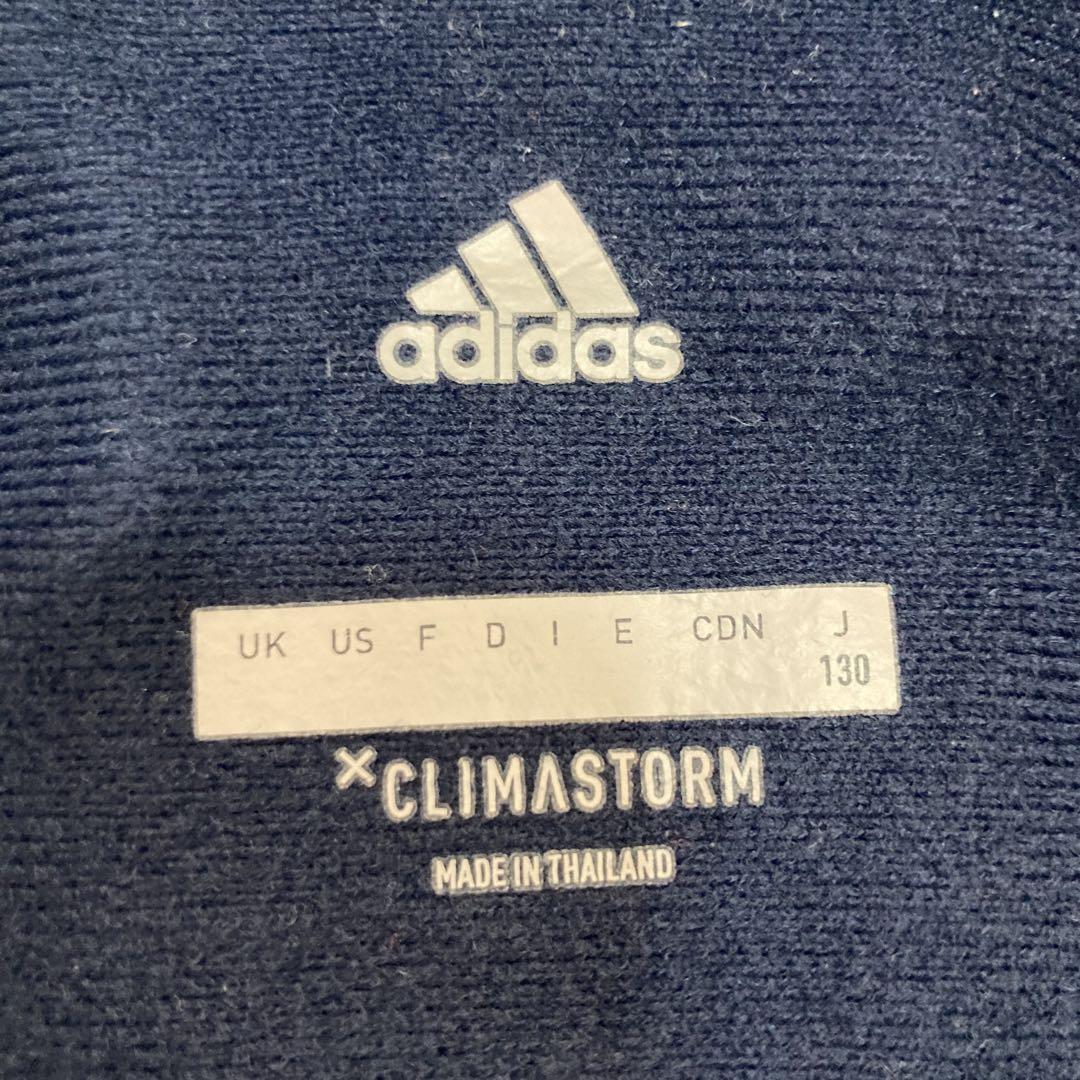 adidas
UK US F D I E CDN J
130
×CLIMASTORM
MADE IN THAILAND